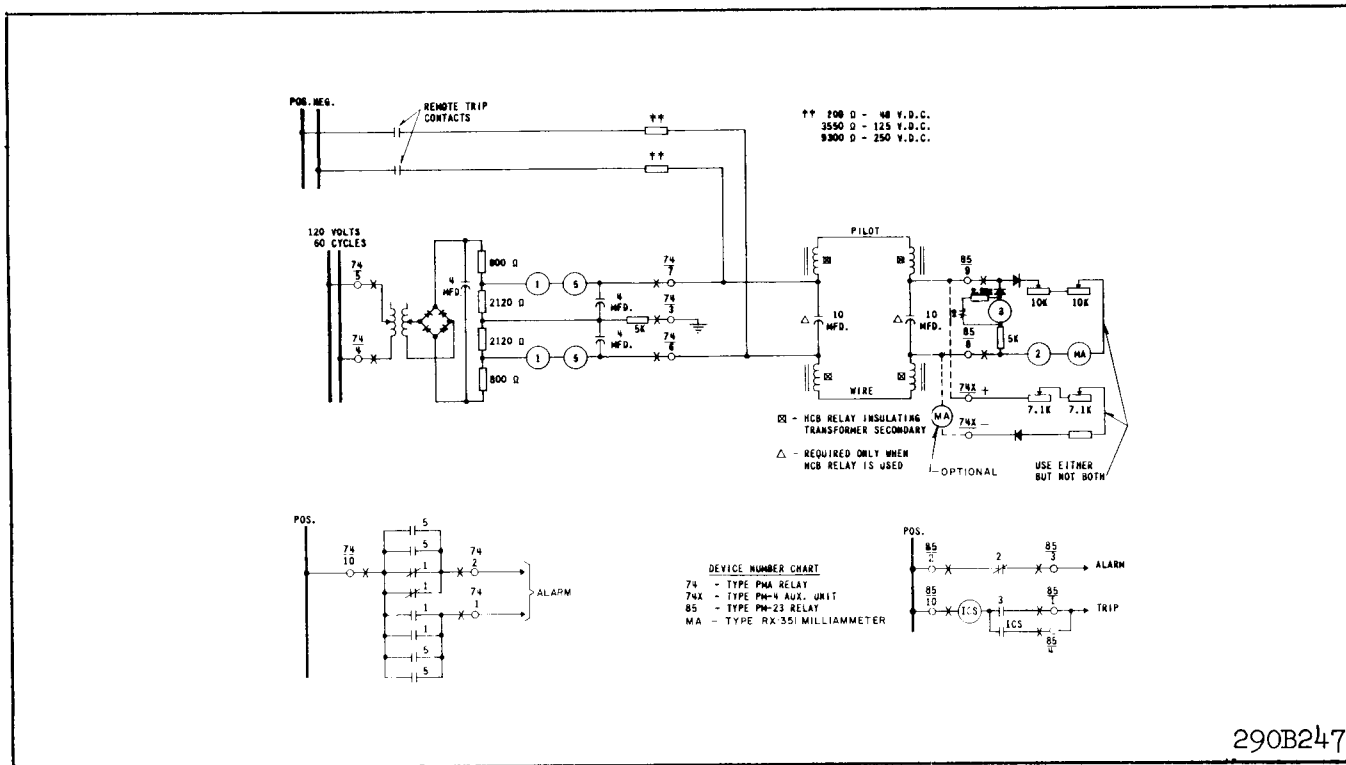 POS. NEG.
REMOTE TRIP
CONTACTS
††
††
†† 200 Ω - 48 V.D.C.
3550 Ω - 125 V.D.C.
9300 Ω - 250 V.D.C.
120 VOLTS
60 CYCLES
74
5
74
4
4
MFD.
800 Ω
2120 Ω
2120 Ω
800 Ω
1
5
1
5
4
MFD.
4
MFD.
5K
74
7
74
3
74
6
PILOT
WIRE
△ 10
MFD.
△ 10
MFD.
85
9
85
8
3
5K
10K
10K
2
MA
74X +
7.1K
7.1K
MA
74X -
OPTIONAL
USE EITHER
BUT NOT BOTH
⊠ - HCB RELAY INSULATING
TRANSFORMER SECONDARY
△ - REQUIRED ONLY WHEN
HCB RELAY IS USED
POS.
74
10
5
5
1
1
1
1
5
5
74
2
74
1
ALARM
DEVICE NUMBER CHART
74 - TYPE PMA RELAY
74X - TYPE PM-4 AUX. UNIT
85 - TYPE PM-23 RELAY
MA - TYPE RX-351 MILLIAMMETER
POS.
85
2
2
85
3
ALARM
85
10
ICS
3
85
1
TRIP
ICS
85
4
290B247